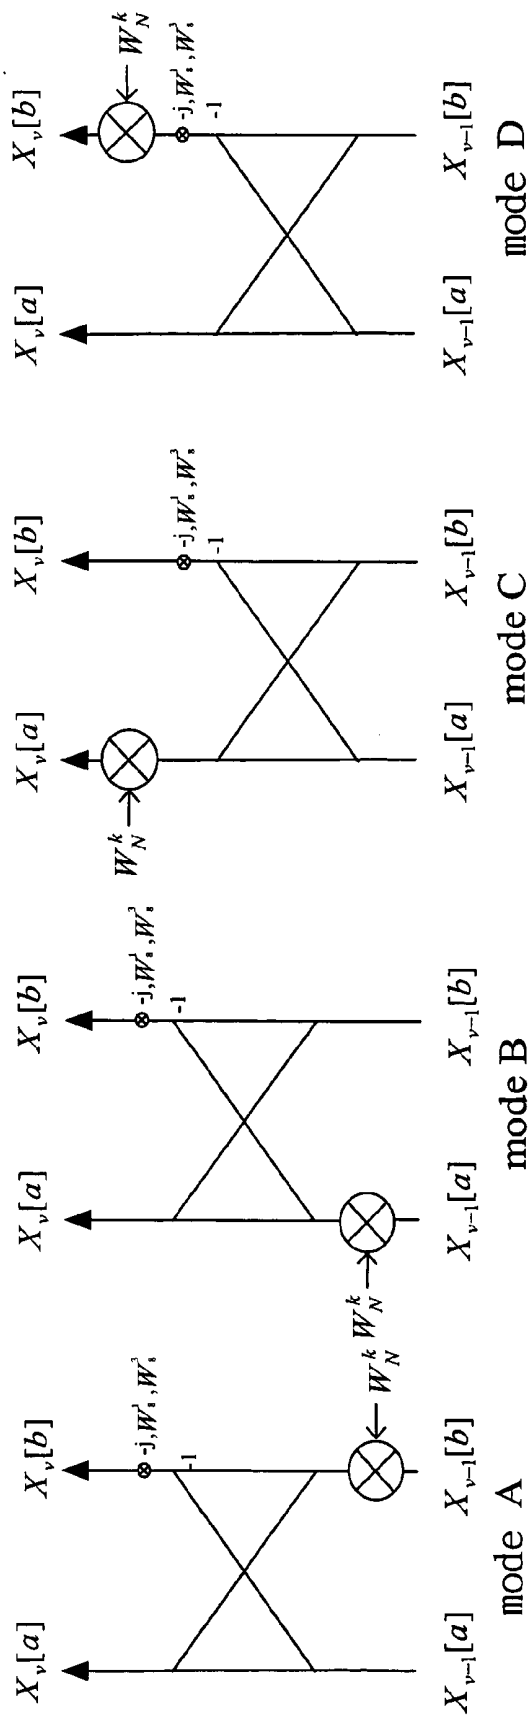 X_v[a]
X_v[b]
-j,W_8^1,W_8^3
-1
W_N^k
X_{v-1}[a]
X_{v-1}[b]
mode A
X_v[a]
X_v[b]
-j,W_8^1,W_8^3
-1
W_N^k
X_{v-1}[a]
X_{v-1}[b]
mode B
X_v[a]
X_v[b]
W_N^k
-j,W_8^1,W_8^3
-1
X_{v-1}[a]
X_{v-1}[b]
mode C
X_v[a]
X_v[b]
W_N^k
-j,W_8^1,W_8^3
-1
X_{v-1}[a]
X_{v-1}[b]
mode D